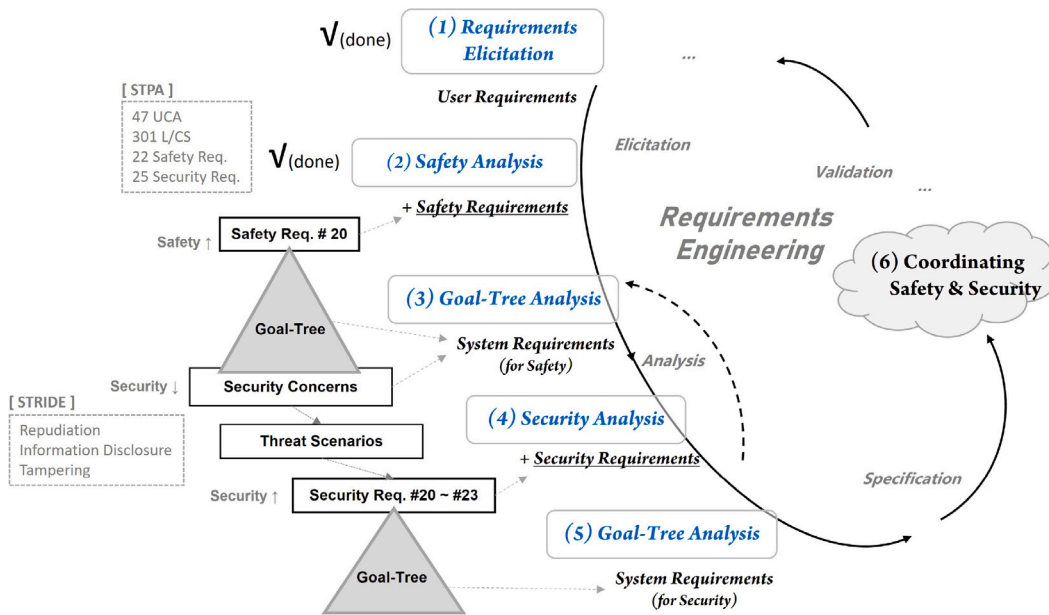 √(done)
(1) Requirements
Elicitation
...
User Requirements
[ STPA ]
47 UCA
301 L/CS
22 Safety Req.
25 Security Req.
√(done)
(2) Safety Analysis
+ Safety Requirements
Elicitation
Validation
...
Requirements
Engineering
(6) Coordinating
Safety & Security
Safety ↑
Safety Req. # 20
Goal-Tree
(3) Goal-Tree Analysis
System Requirements
(for Safety)
Analysis
Security ↓
Security Concerns
[ STRIDE ]
Repudiation
Information Disclosure
Tampering
Threat Scenarios
(4) Security Analysis
+ Security Requirements
Specification
Security ↑
Security Req. #20 ~ #23
(5) Goal-Tree Analysis
Goal-Tree
System Requirements
(for Security)